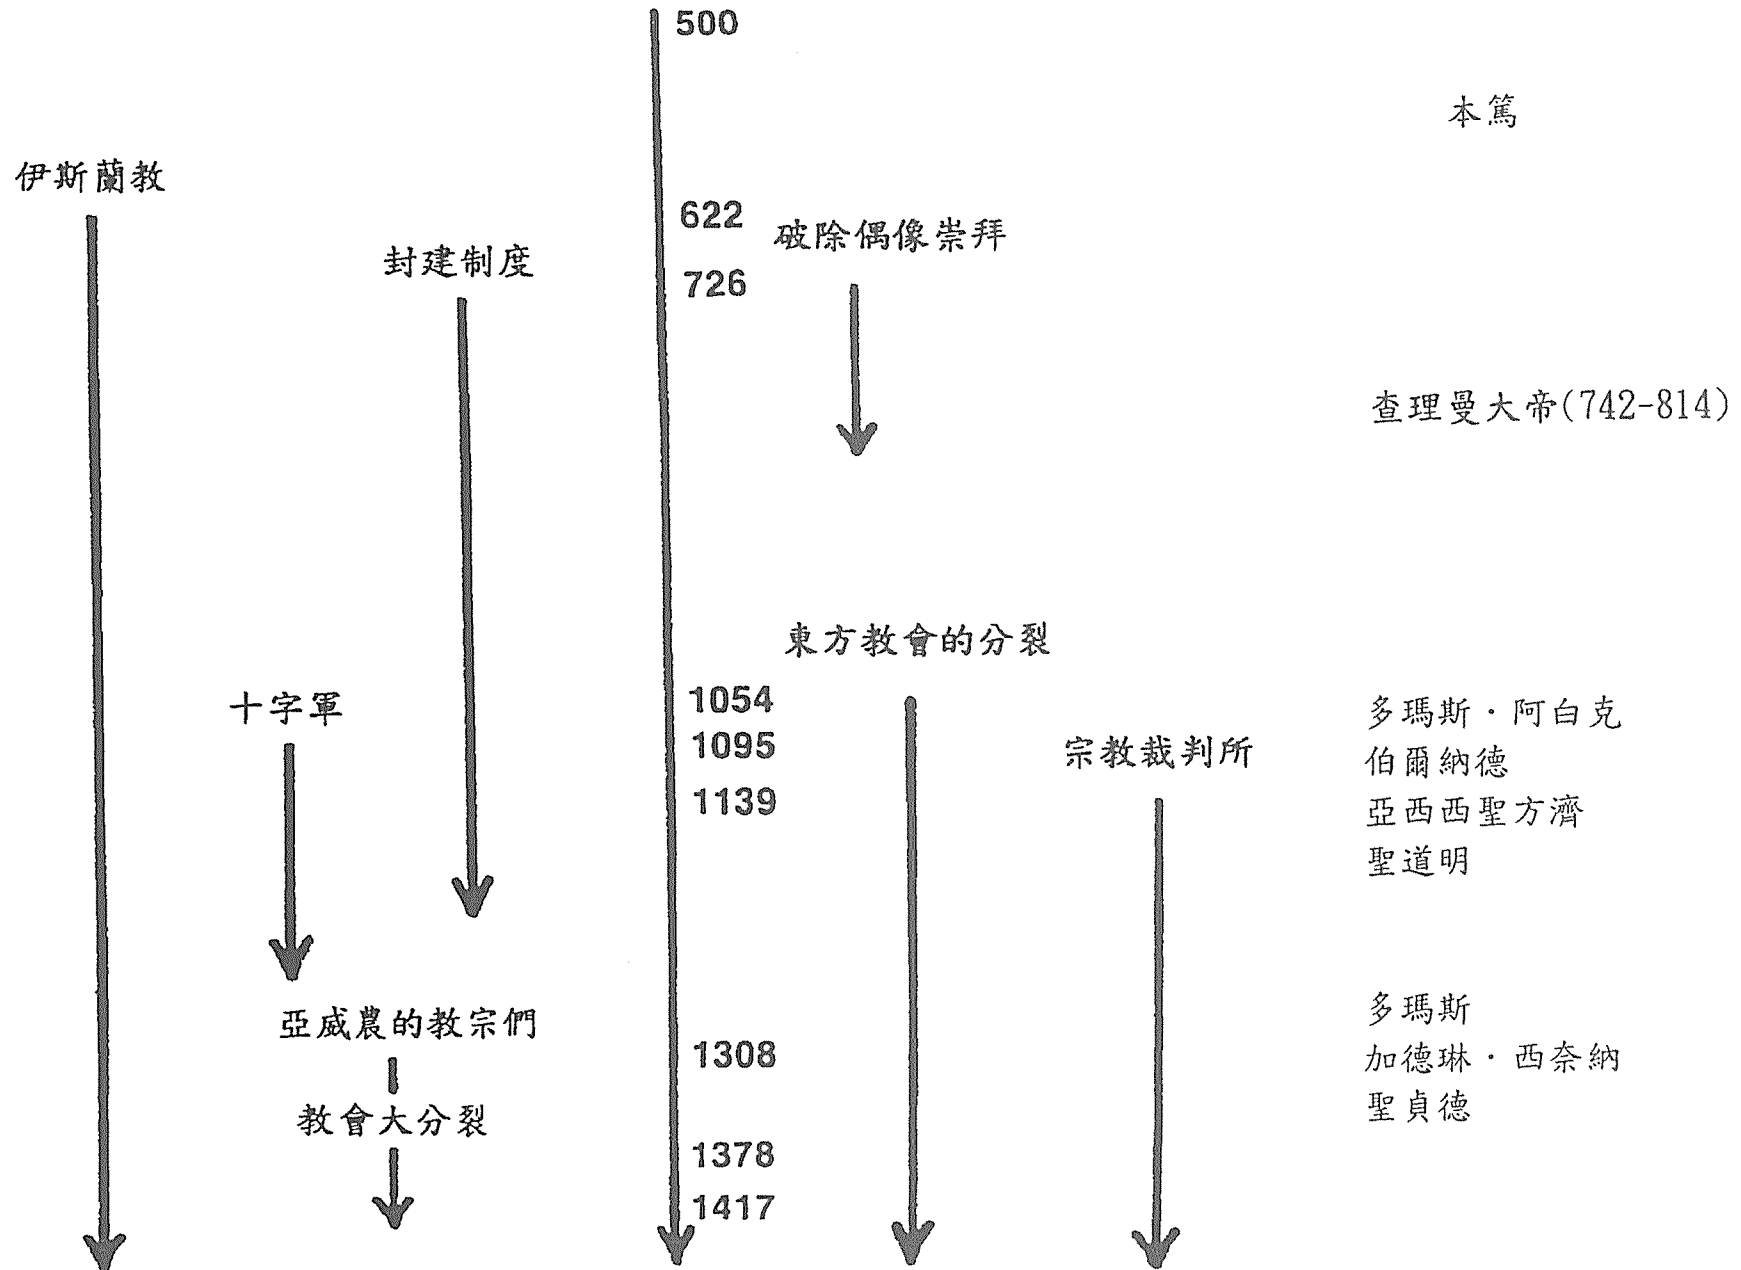 500
本篤
伊斯蘭教
622
破除偶像崇拜
封建制度
726
查理曼大帝(742-814)
東方教會的分裂
1054
十字軍
多瑪斯·阿白克
1095
宗教裁判所
伯爾納德
1139
亞西西聖方濟
聖道明
多瑪斯
亞威農的教宗們
1308
加德琳·西奈納
教會大分裂
聖貞德
1378
1417